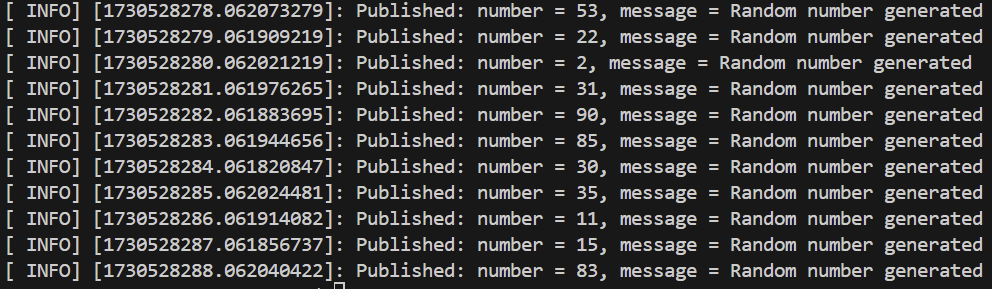 [ INFO] [1730528278.062073279]: Published: number = 53, message = Random number generated
[ INFO] [1730528279.061909219]: Published: number = 22, message = Random number generated
[ INFO] [1730528280.062021219]: Published: number = 2, message = Random number generated
[ INFO] [1730528281.061976265]: Published: number = 31, message = Random number generated
[ INFO] [1730528282.061883695]: Published: number = 90, message = Random number generated
[ INFO] [1730528283.061944656]: Published: number = 85, message = Random number generated
[ INFO] [1730528284.061820847]: Published: number = 30, message = Random number generated
[ INFO] [1730528285.062024481]: Published: number = 35, message = Random number generated
[ INFO] [1730528286.061914082]: Published: number = 11, message = Random number generated
[ INFO] [1730528287.061856737]: Published: number = 15, message = Random number generated
[ INFO] [1730528288.062040422]: Published: number = 83, message = Random number generated